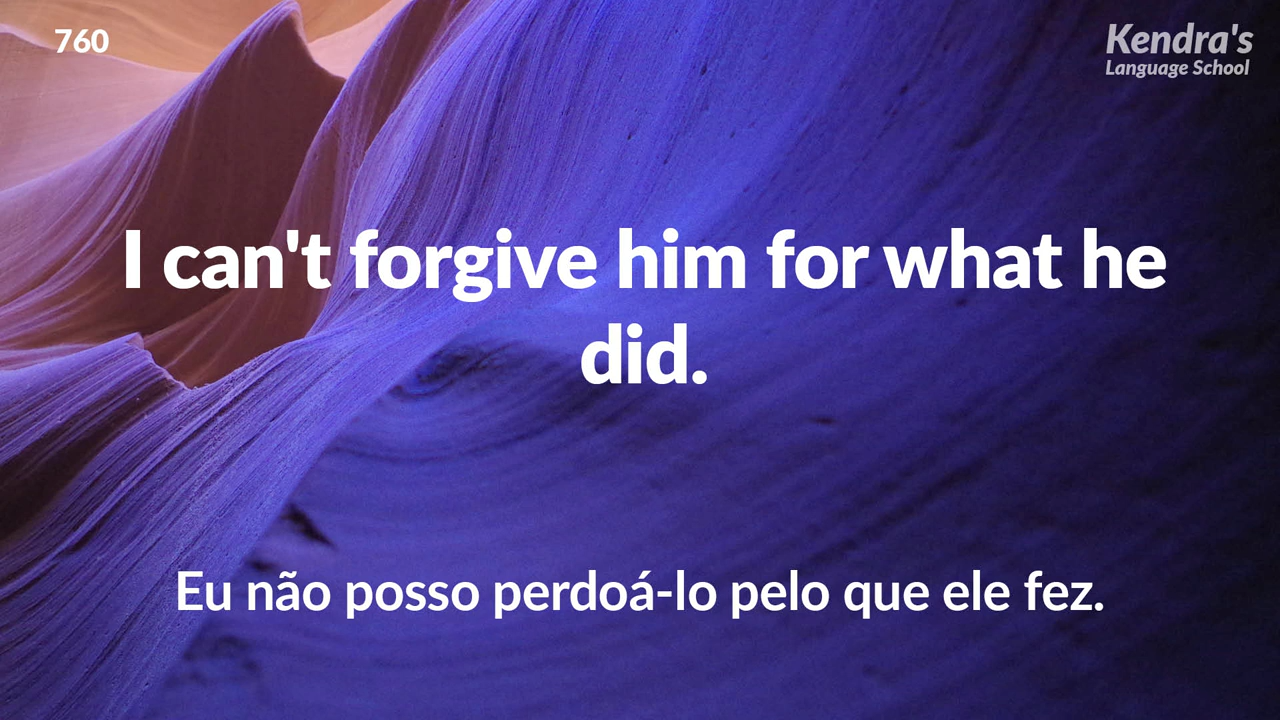 760
Kendra's
Language School
I can't forgive him for what he
did.
Eu não posso perdoá-lo pelo que ele fez.